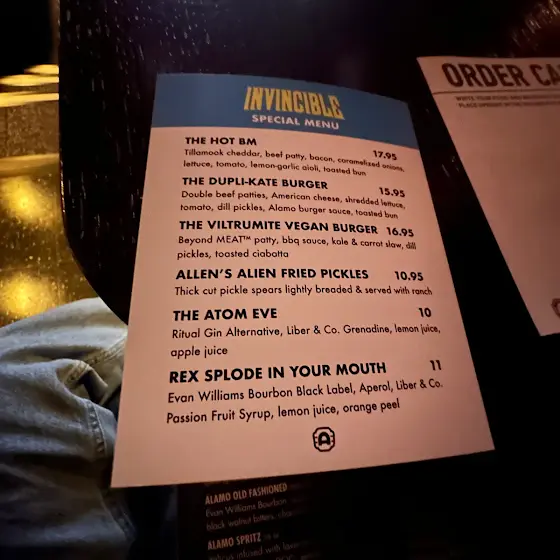 INVINCIBLE
SPECIAL MENU
THE HOT BM 17.95
Tillamook cheddar, beef patty, bacon, caramelized onions,
lettuce, tomato, lemon-garlic aioli, toasted bun
THE DUPLI-KATE BURGER 15.95
Double beef patties, American cheese, shredded lettuce,
tomato, dill pickles, Alamo burger sauce, toasted bun
THE VILTRUMITE VEGAN BURGER 16.95
Beyond MEAT™ patty, bbq sauce, kale & carrot slaw, dill
pickles, toasted ciabatta
ALLEN'S ALIEN FRIED PICKLES 10.95
Thick cut pickle spears lightly breaded & served with ranch
THE ATOM EVE 10
Ritual Gin Alternative, Liber & Co. Grenadine, lemon juice,
apple juice
REX SPLODE IN YOUR MOUTH 11
Evan Williams Bourbon Black Label, Aperol, Liber & Co.
Passion Fruit Syrup, lemon juice, orange peel
A
ORDER CA
ALAMO OLD FASHIONED
Evan Williams Bourbon
black walnut bitters,
ALAMO SPRITZ
infused with